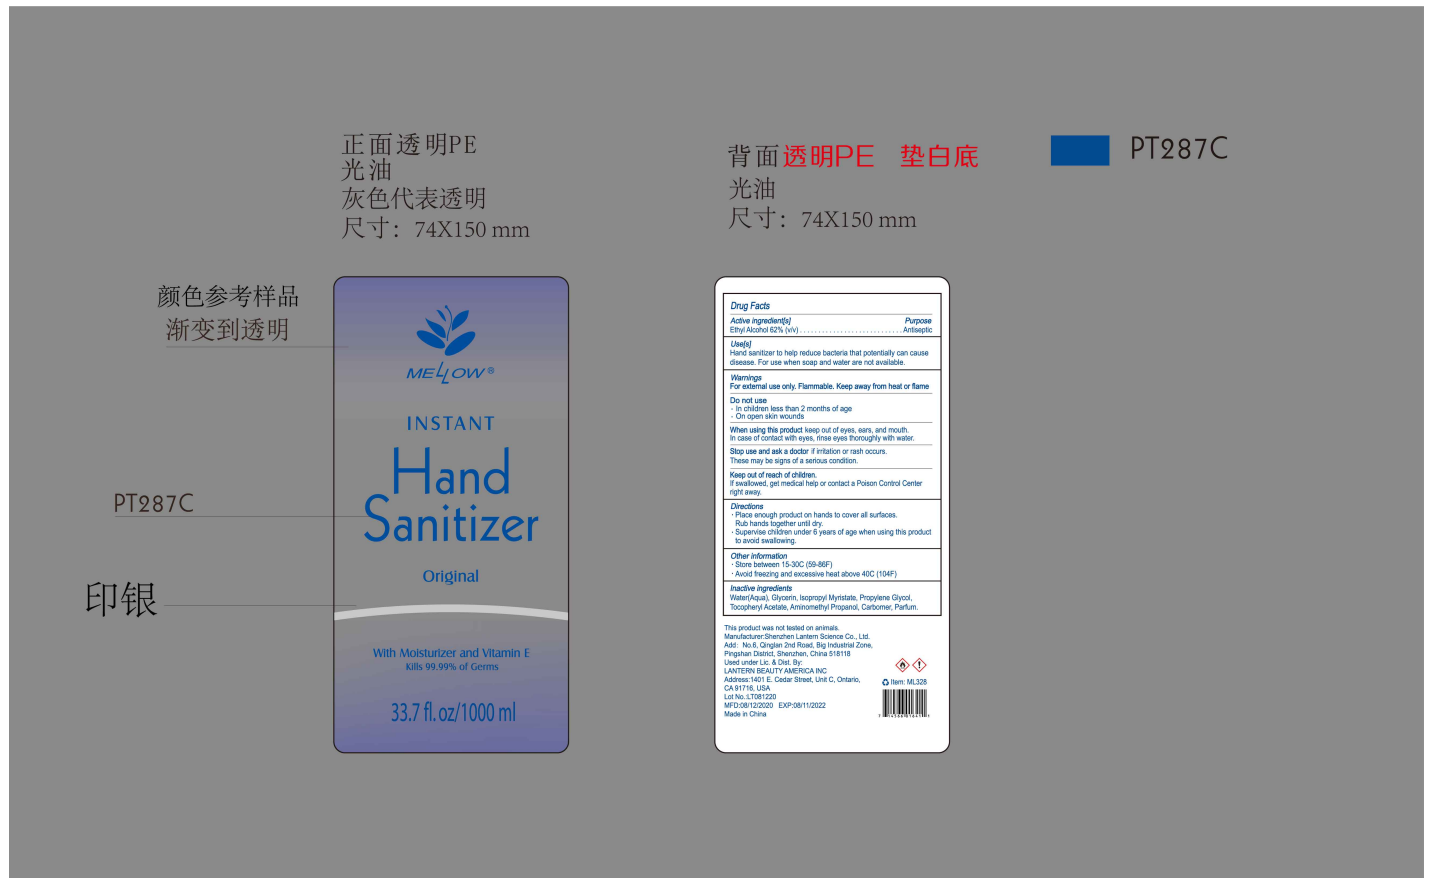 正面透明PE
光油
灰色代表透明
尺寸：74X150 mm
背面透明PE 垫白底
光油
尺寸：74X150 mm
PT287C
颜色参考样品
渐变到透明
PT287C
印银
MELLOW®
INSTANT
Hand
Sanitizer
Original
With Moisturizer and Vitamin E
Kills 99.99% of Germs
33.7 fl. oz/1000 ml
Drug Facts
Active ingredient[s] Purpose
Ethyl Alcohol 62% (v/v) . . . . . . . . . . . . . . . . . . . . . . . . . . . . Antiseptic
Use[s]
Hand sanitizer to help reduce bacteria that potentially can cause
disease. For use when soap and water are not available.
Warnings
For external use only. Flammable. Keep away from heat or flame
Do not use
· In children less than 2 months of age
· On open skin wounds
When using this product keep out of eyes, ears, and mouth.
In case of contact with eyes, rinse eyes thoroughly with water.
Stop use and ask a doctor if irritation or rash occurs.
These may be signs of a serious condition.
Keep out of reach of children.
If swallowed, get medical help or contact a Poison Control Center
right away.
Directions
· Place enough product on hands to cover all surfaces.
Rub hands together until dry.
· Supervise children under 6 years of age when using this product
to avoid swallowing.
Other information
· Store between 15-30C (59-86F)
· Avoid freezing and excessive heat above 40C (104F)
Inactive ingredients
Water(Aqua), Glycerin, Isopropyl Myristate, Propylene Glycol,
Tocopheryl Acetate, Aminomethyl Propanol, Carbomer, Parfum.
This product was not tested on animals.
Manufacturer:Shenzhen Lantern Science Co., Ltd.
Add: No.6, Qinglan 2nd Road, Big Industrial Zone,
Pingshan District, Shenzhen, China 518118
Used under Lic. & Dist. By:
LANTERN BEAUTY AMERICA INC
Address:1401 E. Cedar Street, Unit C, Ontario,
CA 91716, USA
Lot No.:LT081220
MFD:08/12/2020 EXP:08/11/2022
Made in China
Item: ML328